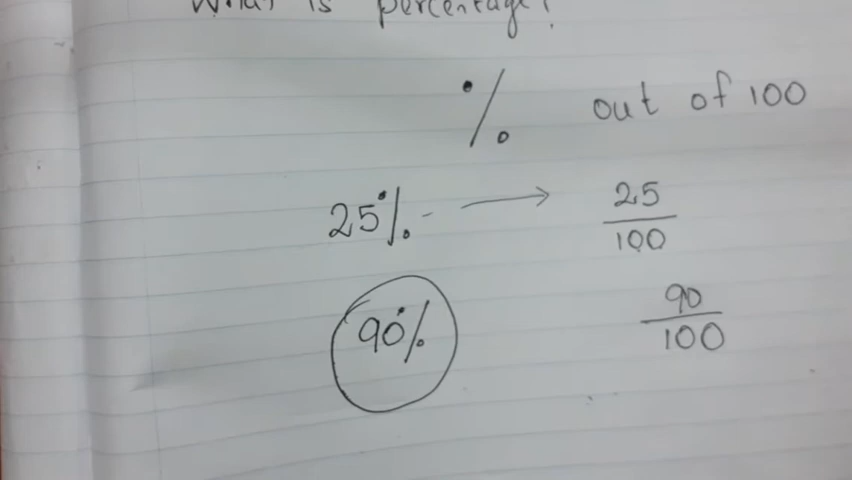 What is percentage?
% out of 100
25% → 25/100
90% 90/100